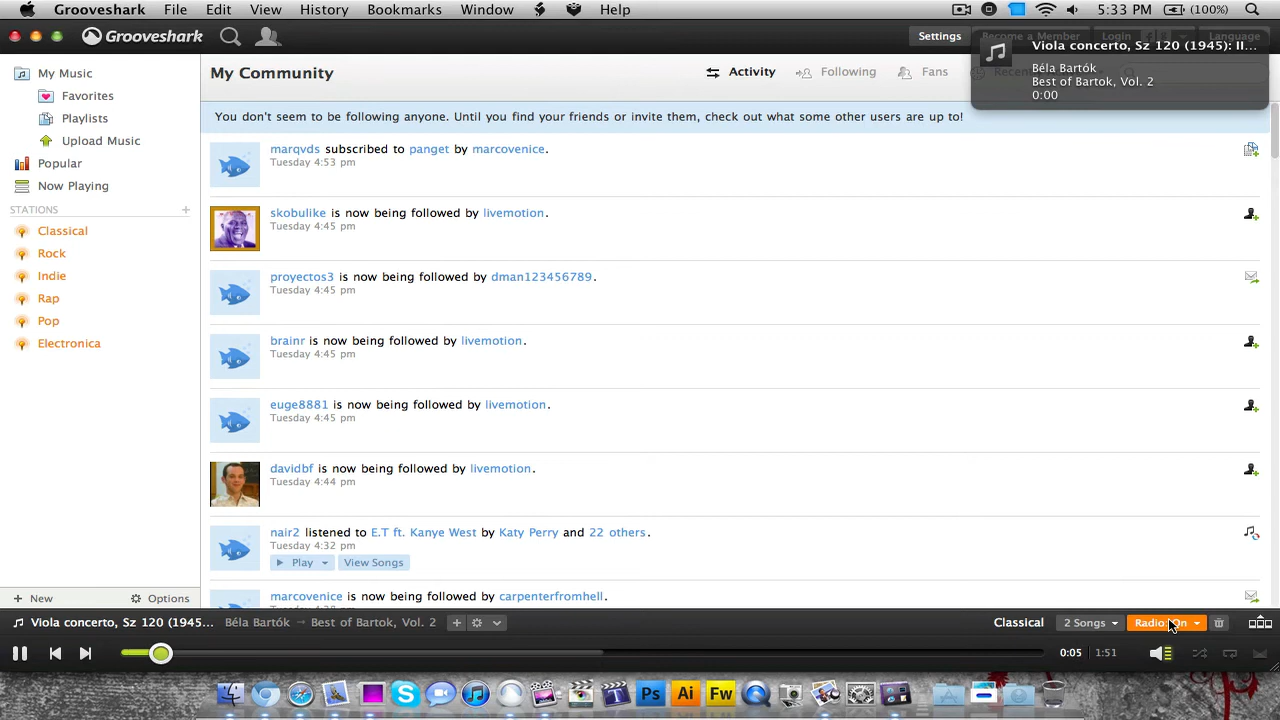 Grooveshark File Edit View History Bookmarks Window Help 5:33 PM (100%)
Grooveshark
Settings Become a Member Login Language
Viola concerto, Sz 120 (1945): II...
Béla Bartók
Best of Bartok, Vol. 2
0:00
My Music
Favorites
Playlists
Upload Music
Popular
Now Playing
STATIONS +
Classical
Rock
Indie
Rap
Pop
Electronica
+ New Options
My Community Activity Following Fans
You don't seem to be following anyone. Until you find your friends or invite them, check out what some other users are up to!
marqvds subscribed to panget by marcovenice.
Tuesday 4:53 pm
skobulike is now being followed by livemotion.
Tuesday 4:45 pm
proyectos3 is now being followed by dman123456789.
Tuesday 4:45 pm
brainr is now being followed by livemotion.
Tuesday 4:45 pm
euge8881 is now being followed by livemotion.
Tuesday 4:45 pm
davidbf is now being followed by livemotion.
Tuesday 4:44 pm
nair2 listened to E.T ft. Kanye West by Katy Perry and 22 others.
Tuesday 4:32 pm
Play View Songs
marcovenice is now being followed by carpenterfromhell.
Viola concerto, Sz 120 (1945... Béla Bartók → Best of Bartok, Vol. 2 + Classical 2 Songs Radio: On
0:05 1:51
Ps Ai Fw